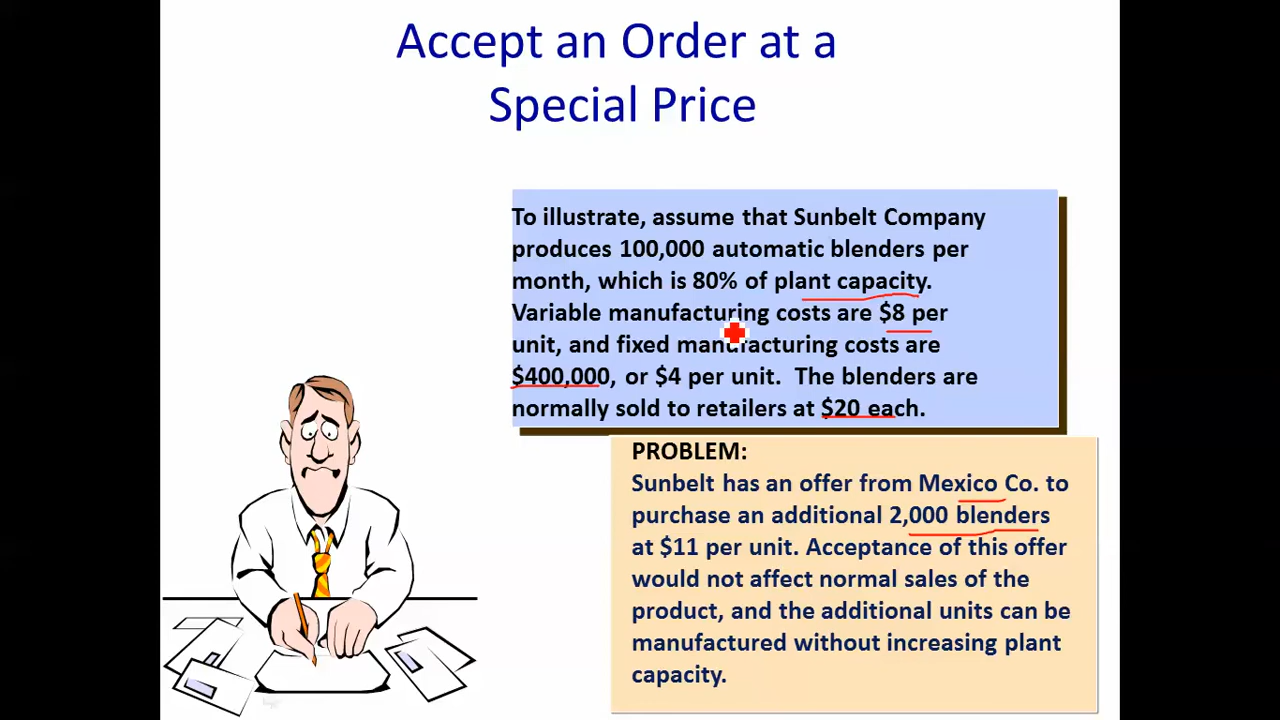 Accept an Order at a
Special Price
To illustrate, assume that Sunbelt Company
produces 100,000 automatic blenders per
month, which is 80% of plant capacity.
Variable manufacturing costs are $8 per
unit, and fixed manufacturing costs are
$400,000, or $4 per unit. The blenders are
normally sold to retailers at $20 each.
PROBLEM:
Sunbelt has an offer from Mexico Co. to
purchase an additional 2,000 blenders
at $11 per unit. Acceptance of this offer
would not affect normal sales of the
product, and the additional units can be
manufactured without increasing plant
capacity.